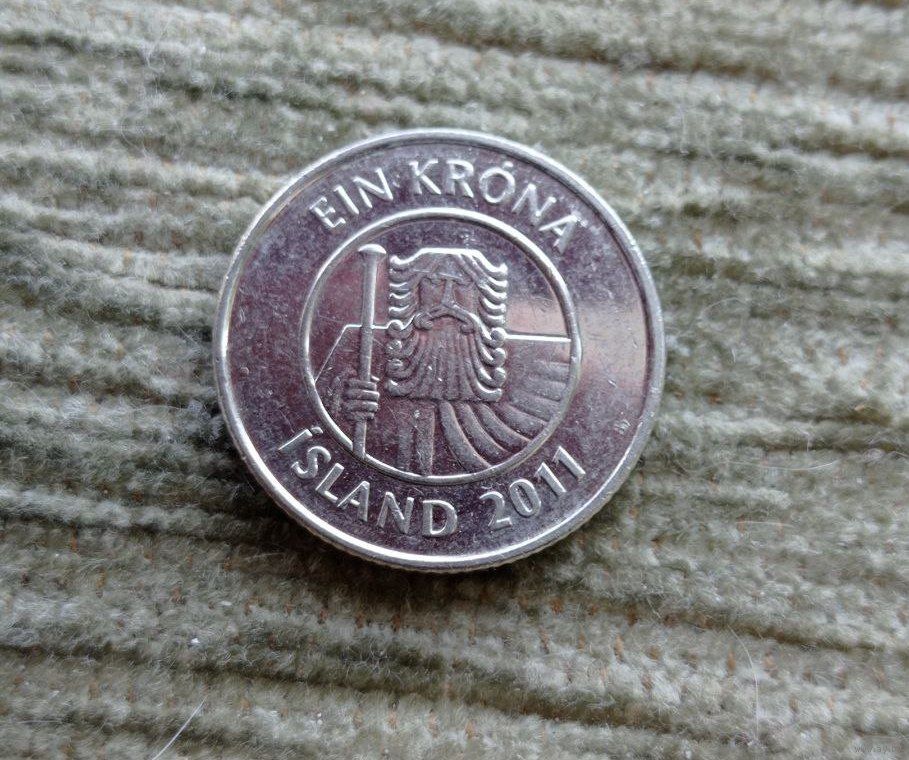 EIN KRÓNA
ÍSLAND 2011